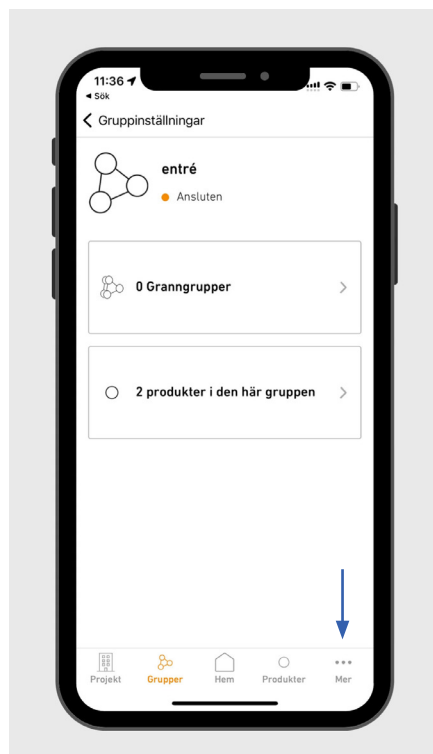 11:36
◄ Sök
Gruppinställningar
entré
Ansluten
0 Granngrupper
2 produkter i den här gruppen
Projekt
Grupper
Hem
Produkter
Mer